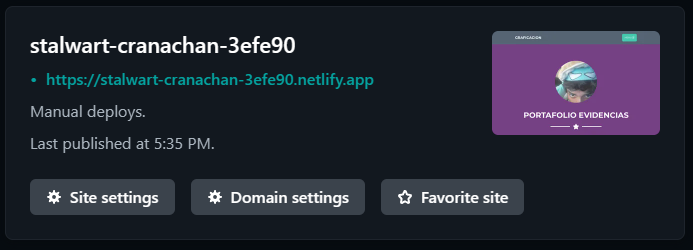 stalwart-cranachan-3efe90
• https://stalwart-cranachan-3efe90.netlify.app
Manual deploys.
Last published at 5:35 PM.
Site settings
Domain settings
Favorite site
GRAFICACION
PORTAFOLIO EVIDENCIAS